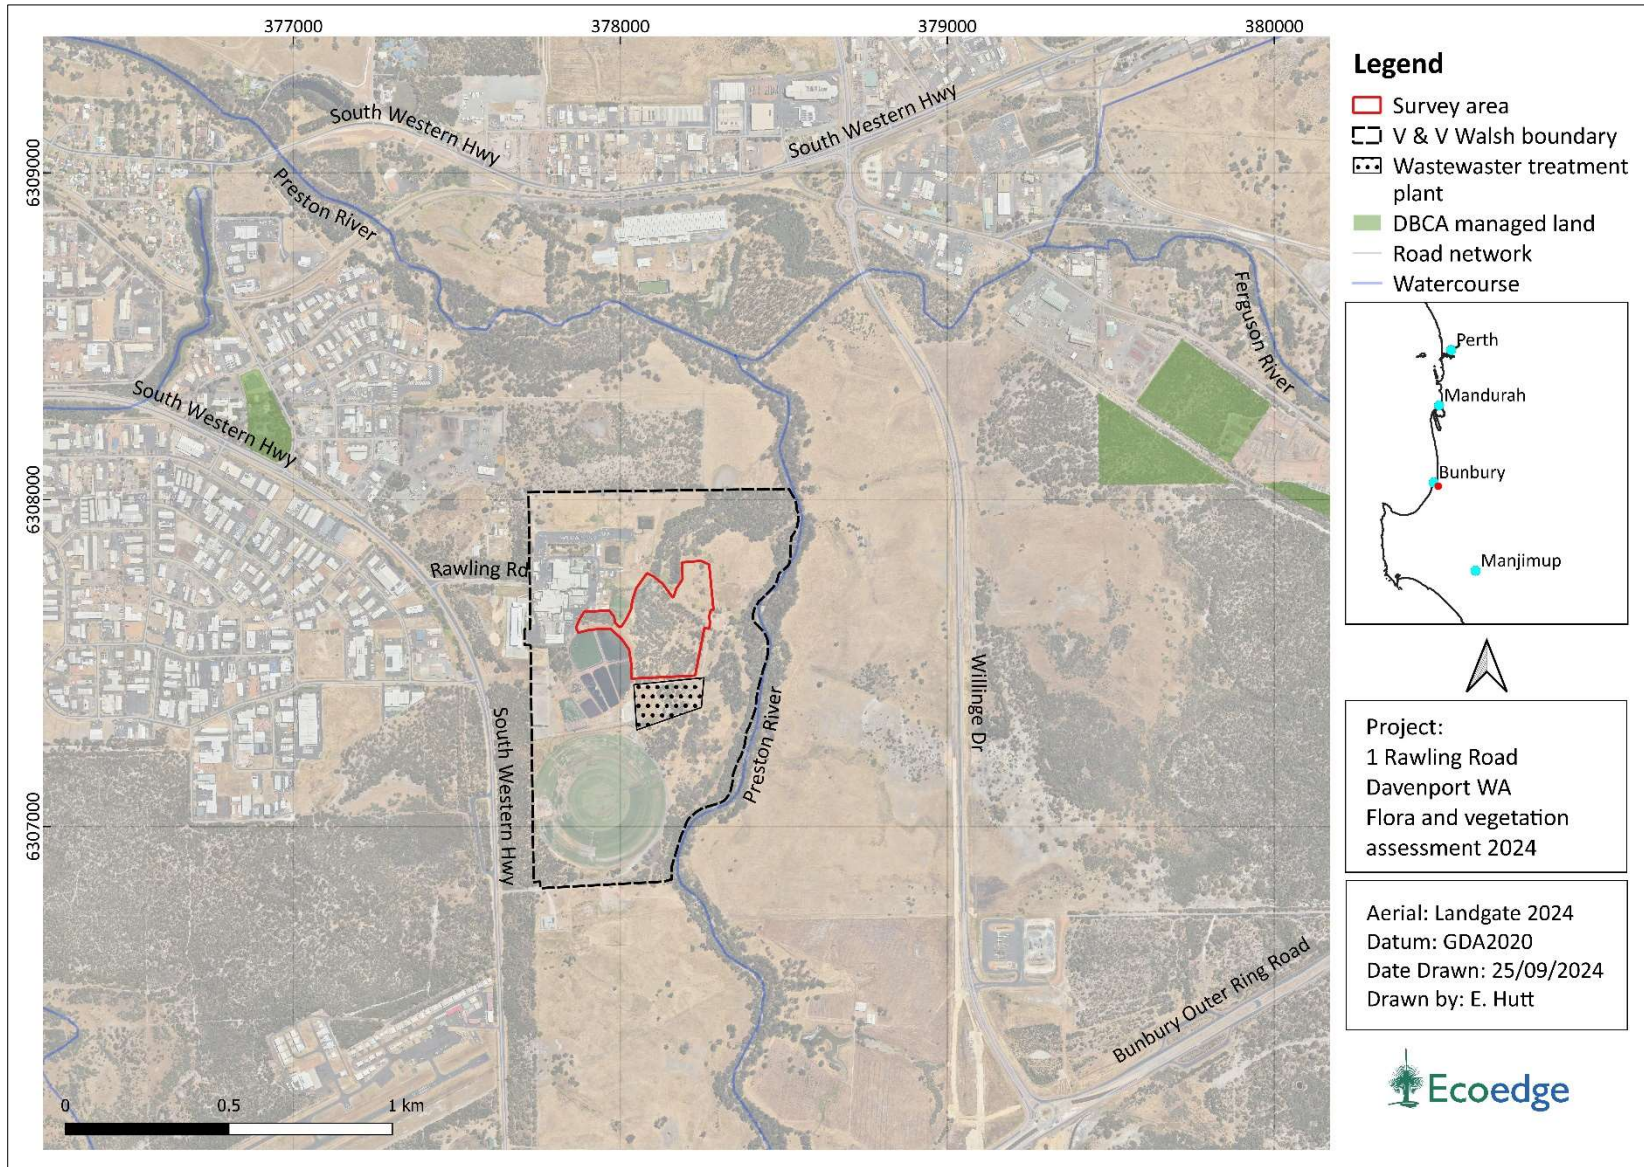 377000
378000
379000
380000
6309000
6308000
6307000
South Western Hwy
South Western Hwy
Preston River
Ferguson River
South Western Hwy
Rawling Rd
South Western Hwy
Preston River
Willinge Dr
Bunbury Outer Ring Road
0
0.5
1 km
Legend
Survey area
V & V Walsh boundary
Wastewaster treatment
plant
DBCA managed land
Road network
Watercourse
Perth
Mandurah
Bunbury
Manjimup
Project:
1 Rawling Road
Davenport WA
Flora and vegetation
assessment 2024
Aerial: Landgate 2024
Datum: GDA2020
Date Drawn: 25/09/2024
Drawn by: E. Hutt
Ecoedge